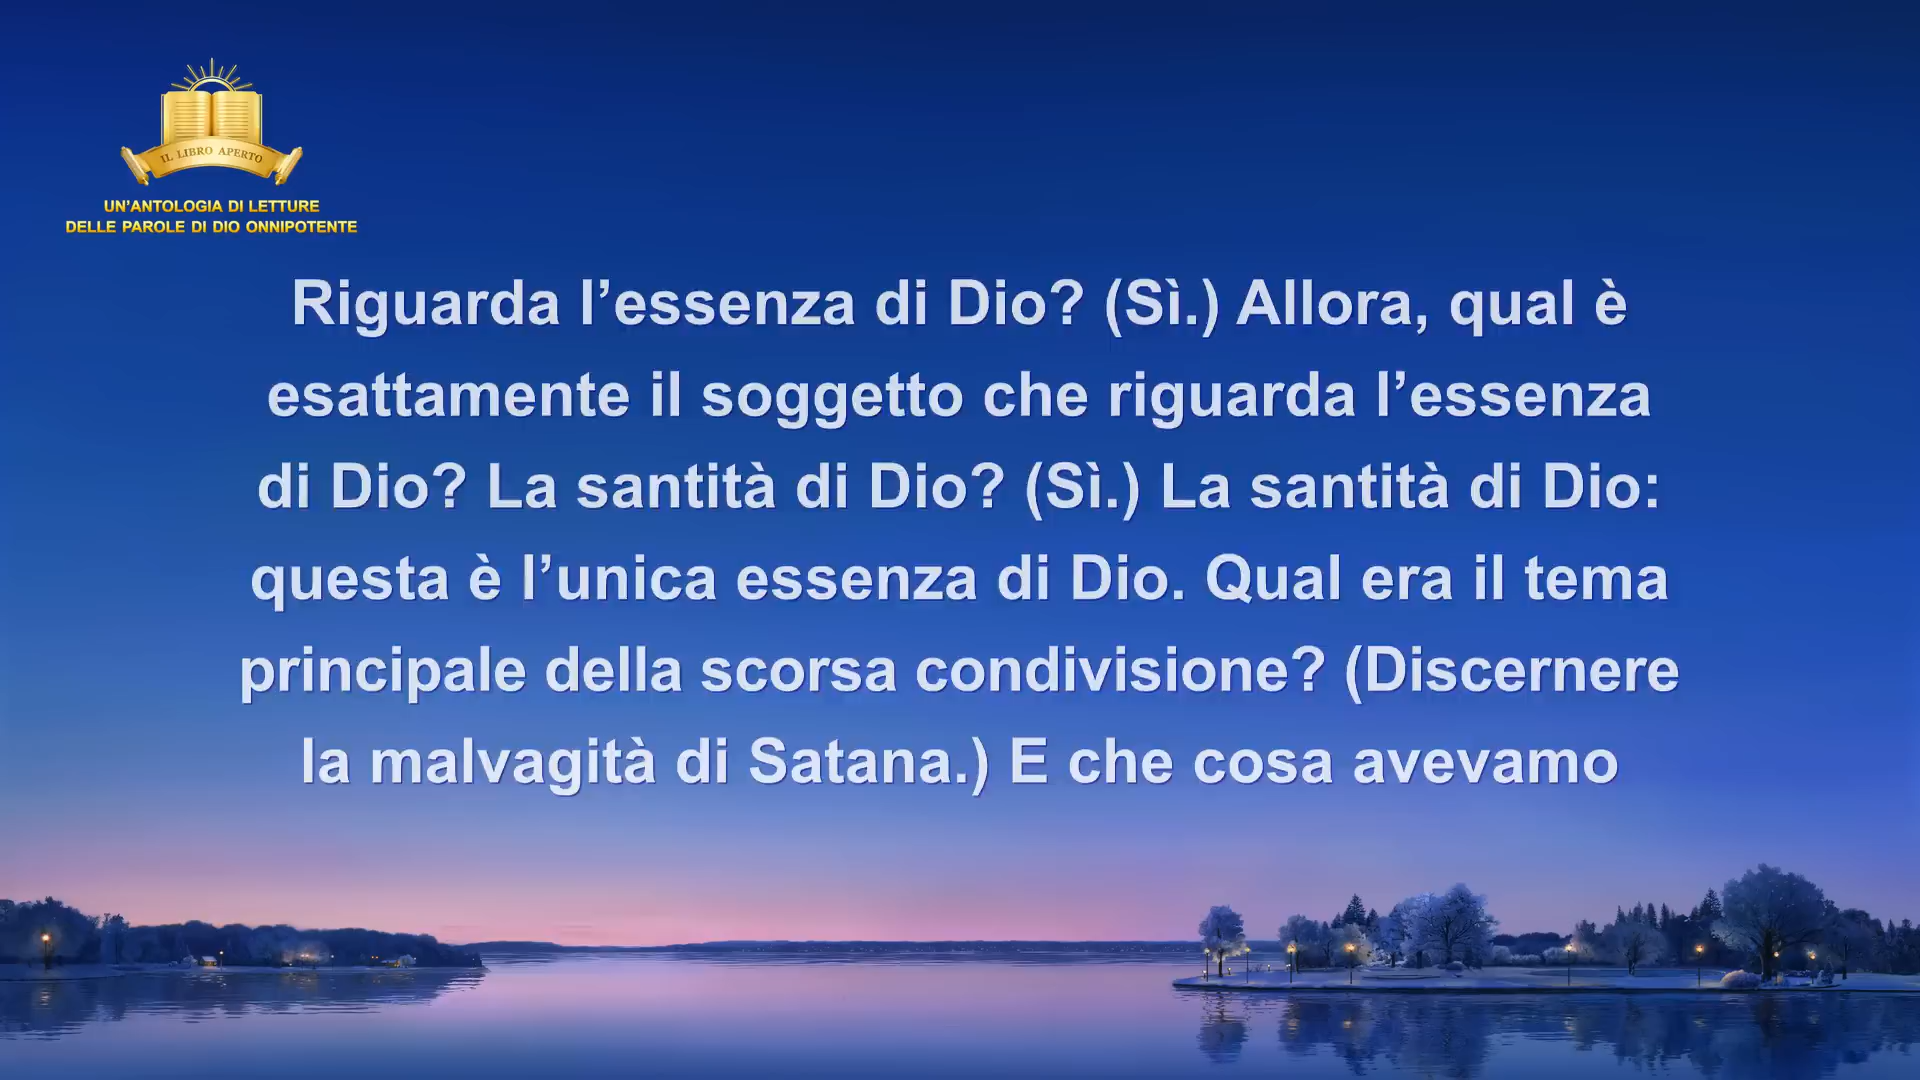 IL LIBRO APERTO
UN’ANTOLOGIA DI LETTURE
DELLE PAROLE DI DIO ONNIPOTENTE
Riguarda l’essenza di Dio? (Sì.) Allora, qual è
esattamente il soggetto che riguarda l’essenza
di Dio? La santità di Dio? (Sì.) La santità di Dio:
questa è l’unica essenza di Dio. Qual era il tema
principale della scorsa condivisione? (Discernere
la malvagità di Satana.) E che cosa avevamo